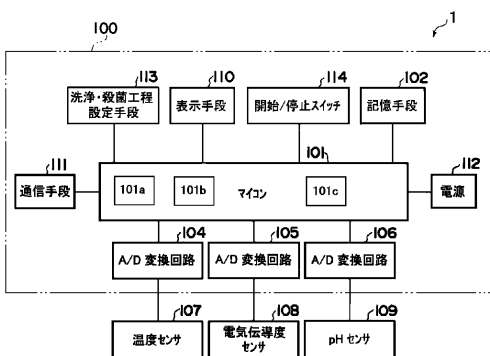 1
100
113
洗浄・殺菌工程
設定手段
110
表示手段
114
開始/停止スイッチ
102
記憶手段
111
通信手段
101
101a
101b
マイコン
101c
112
電源
104
A/D 変換回路
105
A/D 変換回路
106
A/D 変換回路
107
温度センサ
108
電気伝導度
センサ
109
pH センサ